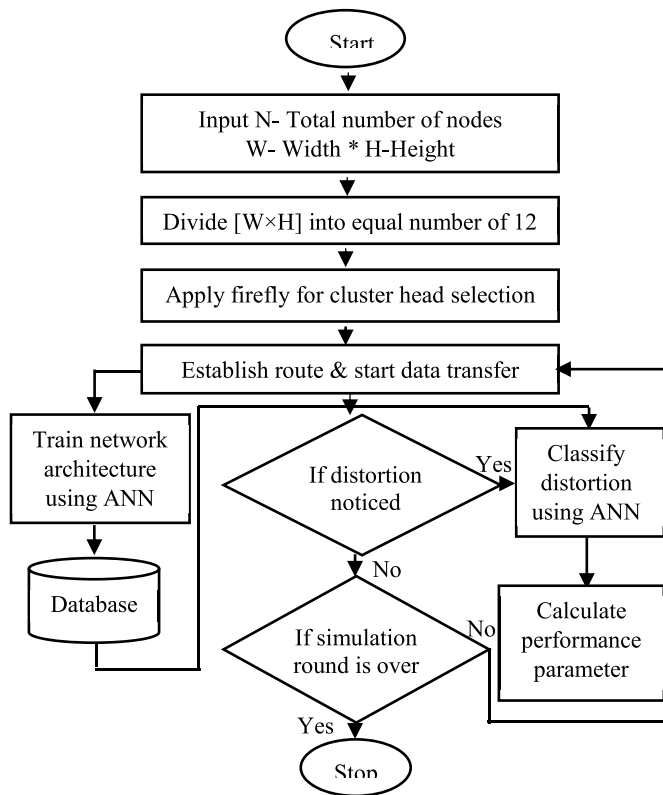 Start
Input N- Total number of nodes
W- Width * H-Height
Divide [W×H] into equal number of 12
Apply firefly for cluster head selection
Establish route & start data transfer
Train network
architecture
using ANN
Database
If distortion
noticed
Yes
Classify
distortion
using ANN
No
If simulation
round is over
No
Calculate
performance
parameter
Yes
Stop